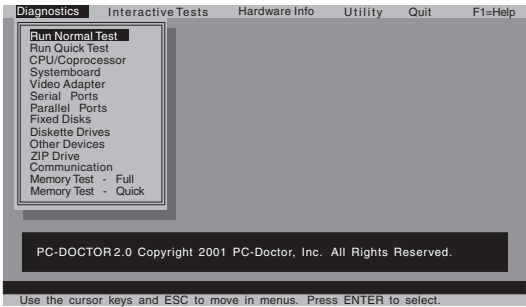 Diagnostics Interactive Tests Hardware Info Utility Quit F1=Help
Run Normal Test
Run Quick Test
CPU/Coprocessor
Systemboard
Video Adapter
Serial Ports
Parallel Ports
Fixed Disks
Diskette Drives
Other Devices
ZIP Drive
Communication
Memory Test - Full
Memory Test - Quick
PC-DOCTOR 2.0 Copyright 2001 PC-Doctor, Inc. All Rights Reserved.
Use the cursor keys and ESC to move in menus. Press ENTER to select.